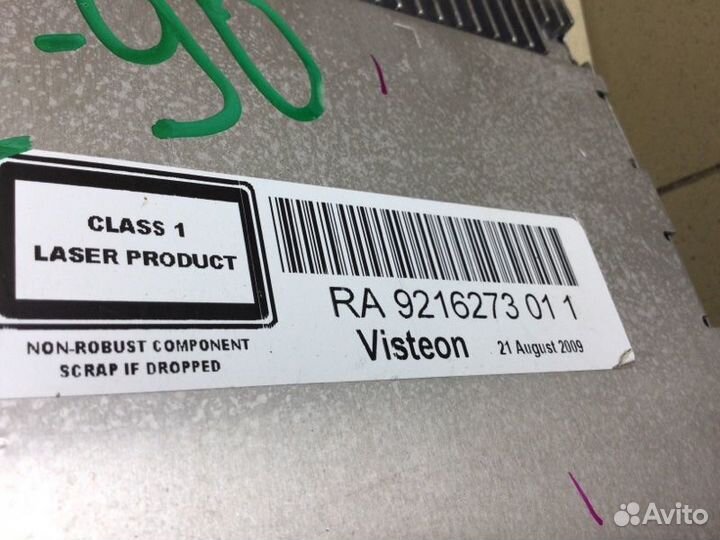 -96
CLASS 1
LASER PRODUCT
NON-ROBUST COMPONENT
SCRAP IF DROPPED
RA 9216273 01 1
Visteon 21 August 2009
Avito